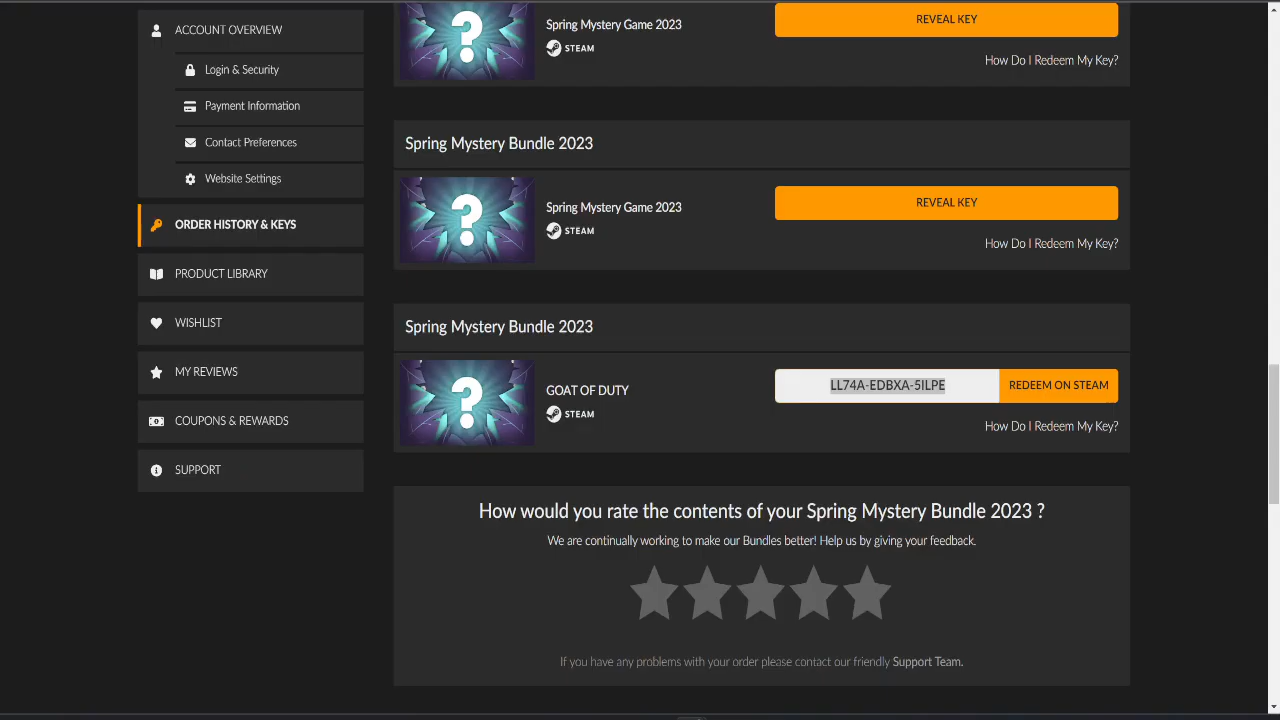 ACCOUNT OVERVIEW
Login & Security
Payment Information
Contact Preferences
Website Settings
ORDER HISTORY & KEYS
PRODUCT LIBRARY
WISHLIST
MY REVIEWS
COUPONS & REWARDS
SUPPORT
Spring Mystery Game 2023
STEAM
REVEAL KEY
How Do I Redeem My Key?
Spring Mystery Bundle 2023
Spring Mystery Game 2023
STEAM
REVEAL KEY
How Do I Redeem My Key?
Spring Mystery Bundle 2023
GOAT OF DUTY
STEAM
LL74A-EDBXA-5ILPE
REDEEM ON STEAM
How Do I Redeem My Key?
How would you rate the contents of your Spring Mystery Bundle 2023 ?
We are continually working to make our Bundles better! Help us by giving your feedback.
If you have any problems with your order please contact our friendly Support Team.